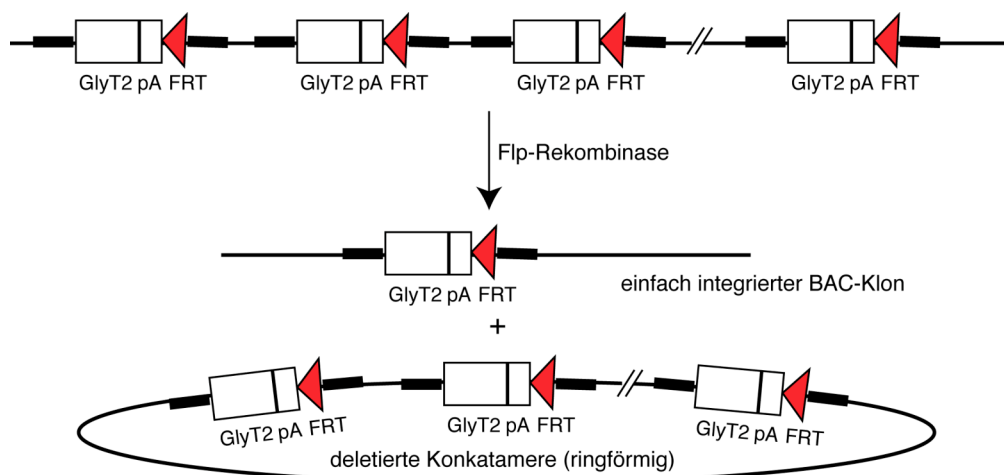 GlyT2 pA FRT GlyT2 pA FRT GlyT2 pA FRT GlyT2 pA FRT
Flp-Rekombinase
einfach integrierter BAC-Klon
GlyT2 pA FRT
+
GlyT2 pA FRT GlyT2 pA FRT GlyT2 pA FRT
deletierte Konkatamere (ringförmig)